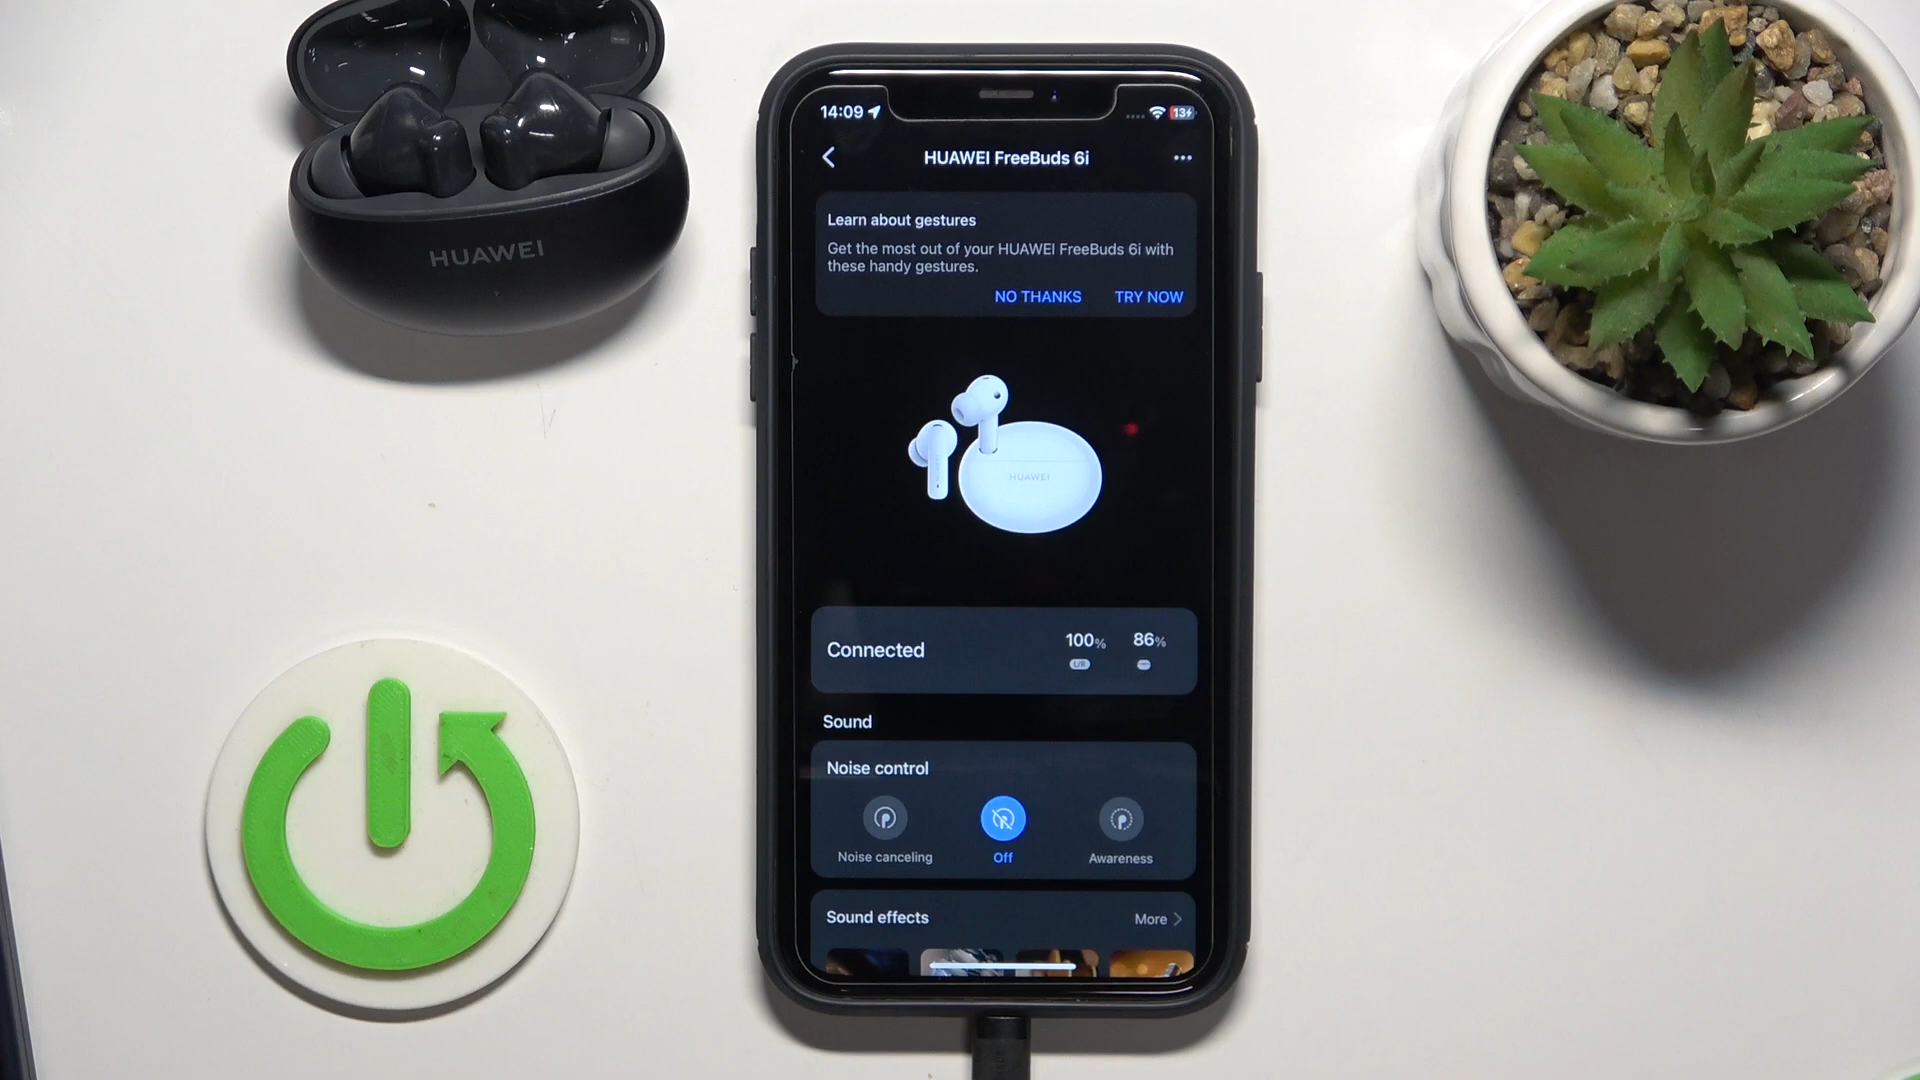 HUAWEI
14:09
13
HUAWEI FreeBuds 6i
Learn about gestures
Get the most out of your HUAWEI FreeBuds 6i with
these handy gestures.
NO THANKS TRY NOW
HUAWEI
Connected
100% 86%
L/R
Sound
Noise control
Noise canceling Off Awareness
Sound effects More